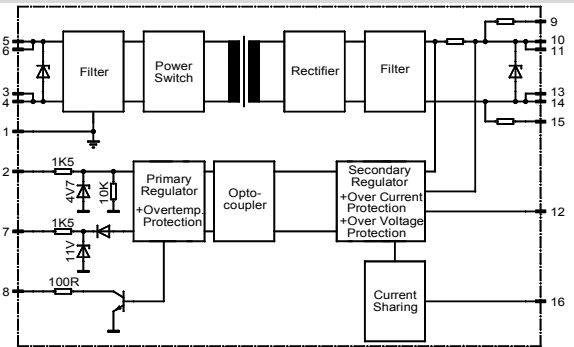 5
6
3
4
1
Filter
Power
Switch
Rectifier
Filter
9
10
11
13
14
15
2
1K5
4V7
10K
7
1K5
11V
8
100R
Primary
Regulator
+Overtemp.
Protection
Opto-
coupler
Secondary
Regulator
+Over Current
Protection
+Over Voltage
Protection
12
Current
Sharing
16